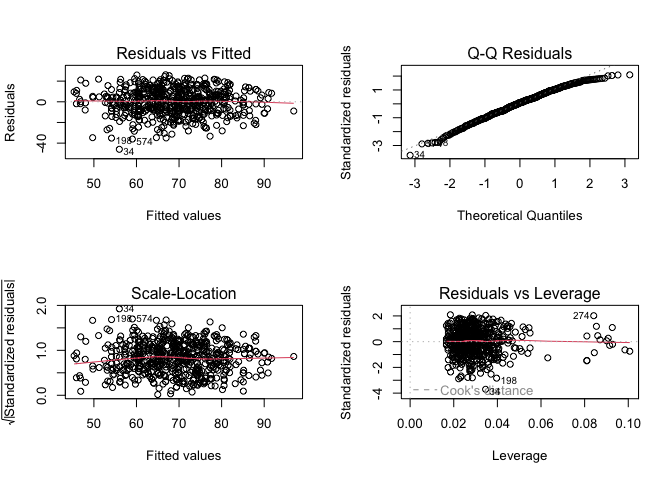 Residuals vs Fitted
Residuals
0
-40
198
574
34
50 60 70 80 90
Fitted values
Q-Q Residuals
Standardized residuals
1
-1
-3
34
-3 -2 -1 0 1 2 3
Theoretical Quantiles
Scale-Location
√|Standardized residuals|
2.0
1.0
0.0
34
198
574
50 60 70 80 90
Fitted values
Residuals vs Leverage
Standardized residuals
2
0
-2
-4
274
198
34
Cook's distance
0.00 0.02 0.04 0.06 0.08 0.10
Leverage